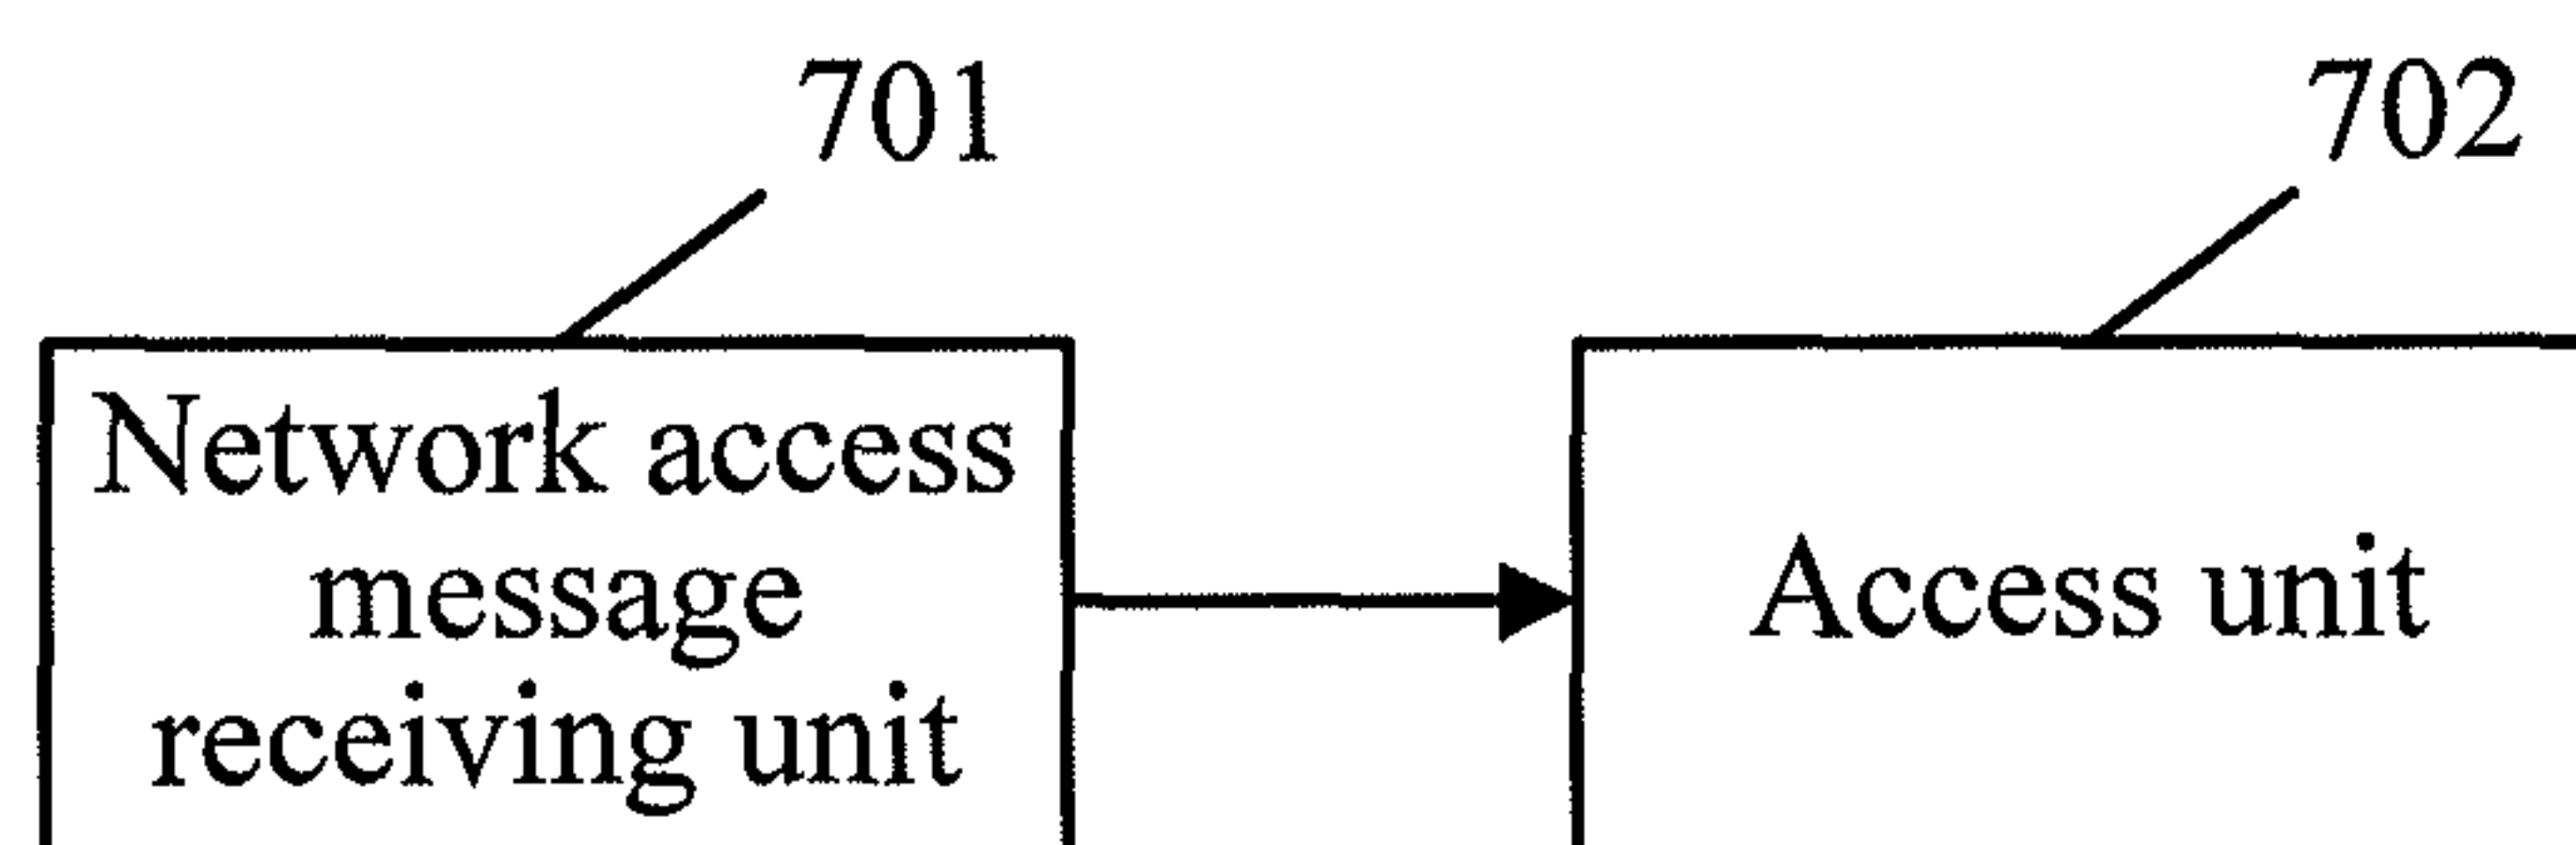 701
702
Network access
message
receiving unit
Access unit